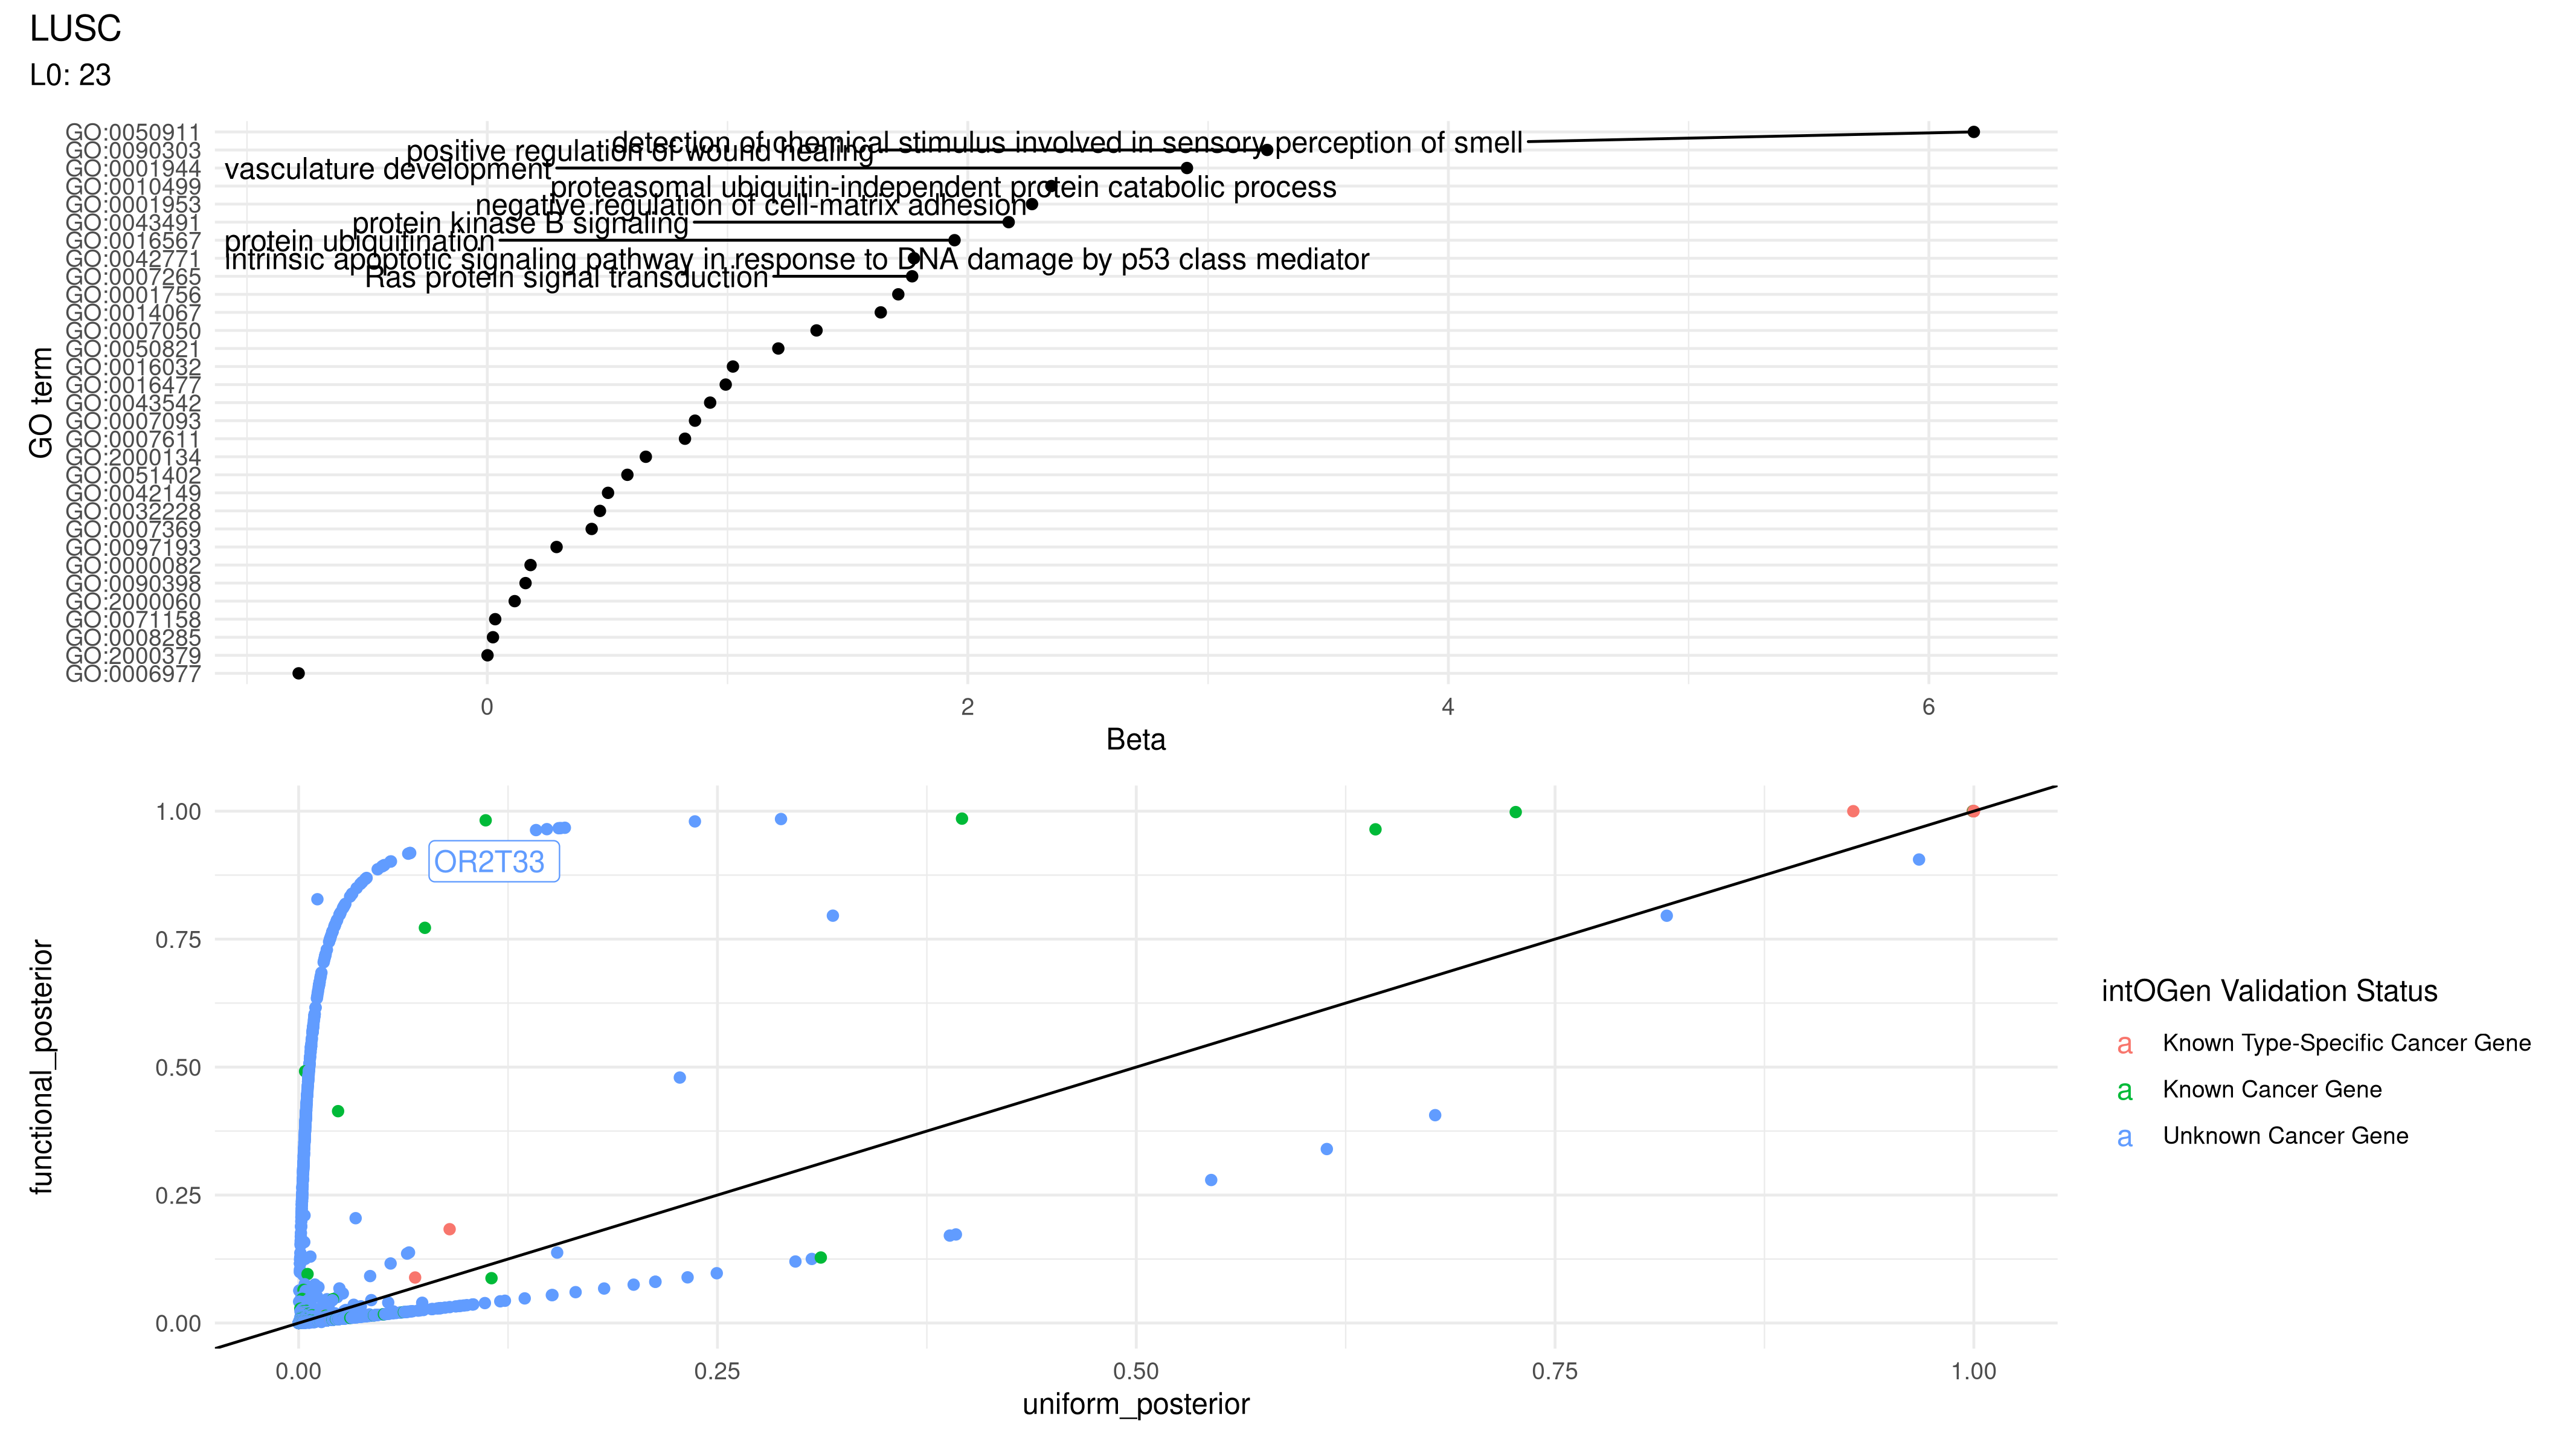 LUSC
L0: 23
GO term
GO:0050911
GO:0090303
GO:0001944
GO:0010499
GO:0001953
GO:0043491
GO:0016567
GO:0042771
GO:0007265
GO:0001756
GO:0014067
GO:0007050
GO:0050821
GO:0016032
GO:0016477
GO:0043542
GO:0007093
GO:0007611
GO:2000134
GO:0051402
GO:0042149
GO:0032228
GO:0007369
GO:0097193
GO:0000082
GO:0090398
GO:2000060
GO:0071158
GO:0008285
GO:2000379
GO:0006977
detection of chemical stimulus involved in sensory perception of smell
positive regulation of wound healing
vasculature development
proteasomal ubiquitin-independent protein catabolic process
negative regulation of cell-matrix adhesion
protein kinase B signaling
protein ubiquitination
intrinsic apoptotic signaling pathway in response to DNA damage by p53 class mediator
Ras protein signal transduction
0 2 4 6
Beta
functional_posterior
1.00
0.75
0.50
0.25
0.00
OR2T33
0.00 0.25 0.50 0.75 1.00
uniform_posterior
intOGen Validation Status
a Known Type-Specific Cancer Gene
a Known Cancer Gene
a Unknown Cancer Gene